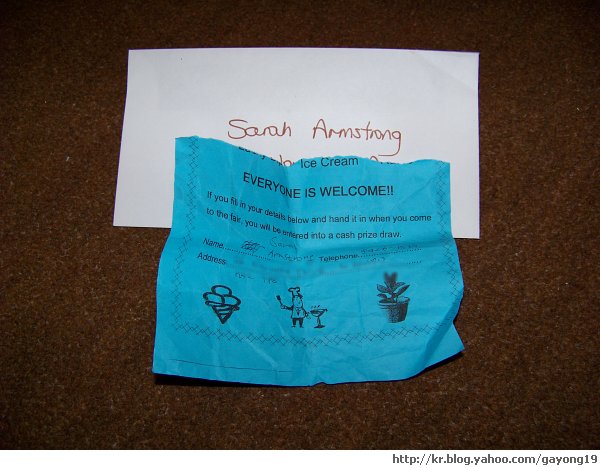 Sarah Armstrong
Ice Cream
EVERYONE IS WELCOME!!
If you fill in your details below and hand it in when you come
to the fair, you will be entered into a cash prize draw.
Name Sarah
Armstrong Telephone
Address
http://kr.blog.yahoo.com/gayong19